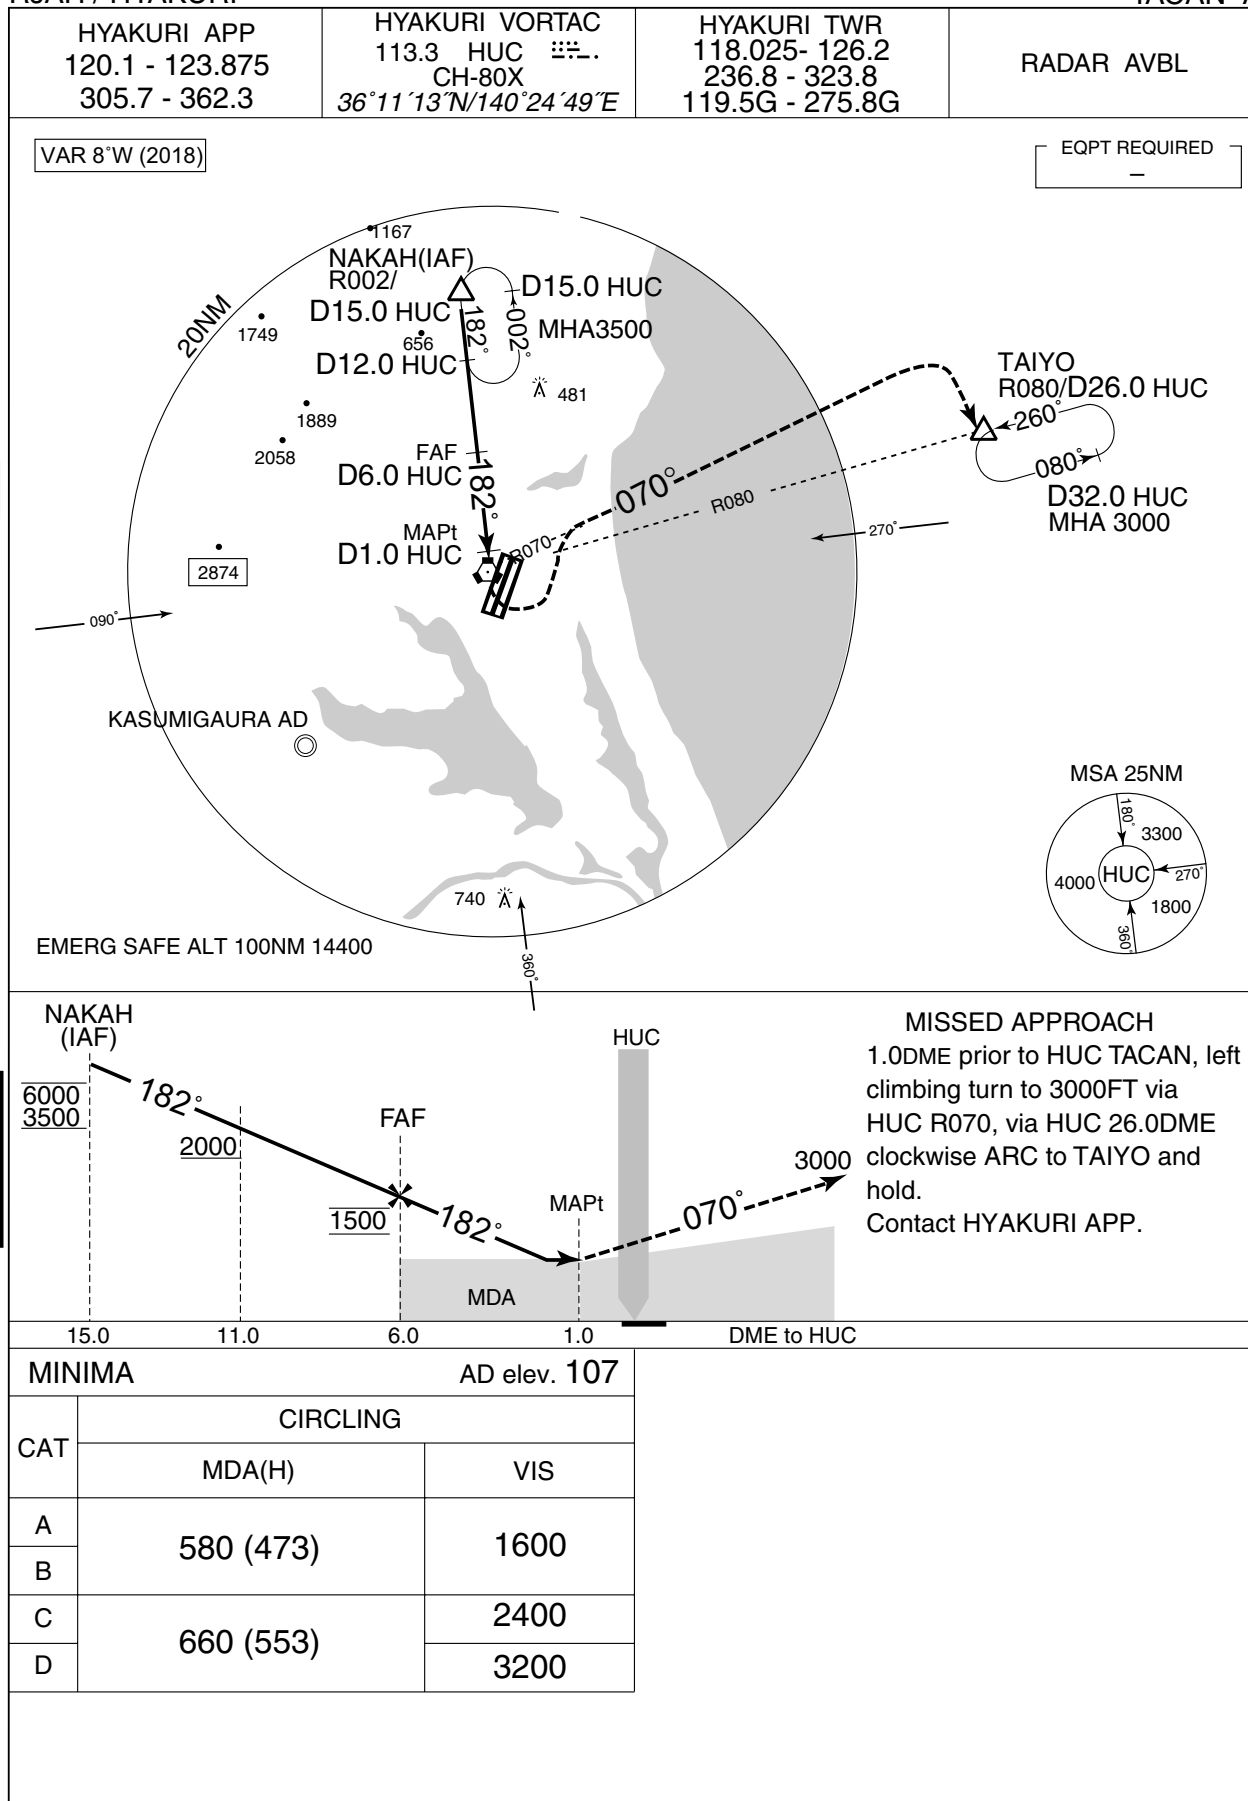 HYAKURI APP
120.1 - 123.875
305.7 - 362.3
HYAKURI VORTAC
113.3 HUC
CH-80X
36°11´13˝N/140°24´49˝E
HYAKURI TWR
118.025- 126.2
236.8 - 323.8
119.5G - 275.8G
RADAR AVBL
VAR 8°W (2018)
EQPT REQUIRED
–
1167
NAKAH(IAF)
R002/
D15.0 HUC
D15.0 HUC
20NM
1749
656
182°
002°
MHA3500
D12.0 HUC
481
TAIYO
R080/D26.0 HUC
1889
260°
2058
FAF
D6.0 HUC
182°
070°
R080
080°
D32.0 HUC
MHA 3000
MAPt
D1.0 HUC
R070
270°
2874
090°
KASUMIGAURA AD
MSA 25NM
180°
3300
4000
HUC
270°
1800
360°
740
EMERG SAFE ALT 100NM 14400
360°
NAKAH
(IAF)
HUC
MISSED APPROACH
1.0DME prior to HUC TACAN, left
climbing turn to 3000FT via
HUC R070, via HUC 26.0DME
clockwise ARC to TAIYO and
hold.
Contact HYAKURI APP.
6000
3500
182°
FAF
2000
3000
1500
182°
MAPt
070°
MDA
15.0
11.0
6.0
1.0
DME to HUC
MINIMA
AD elev. 107
CAT
CIRCLING
MDA(H)
VIS
A
B
580 (473)
1600
C
D
660 (553)
2400
3200